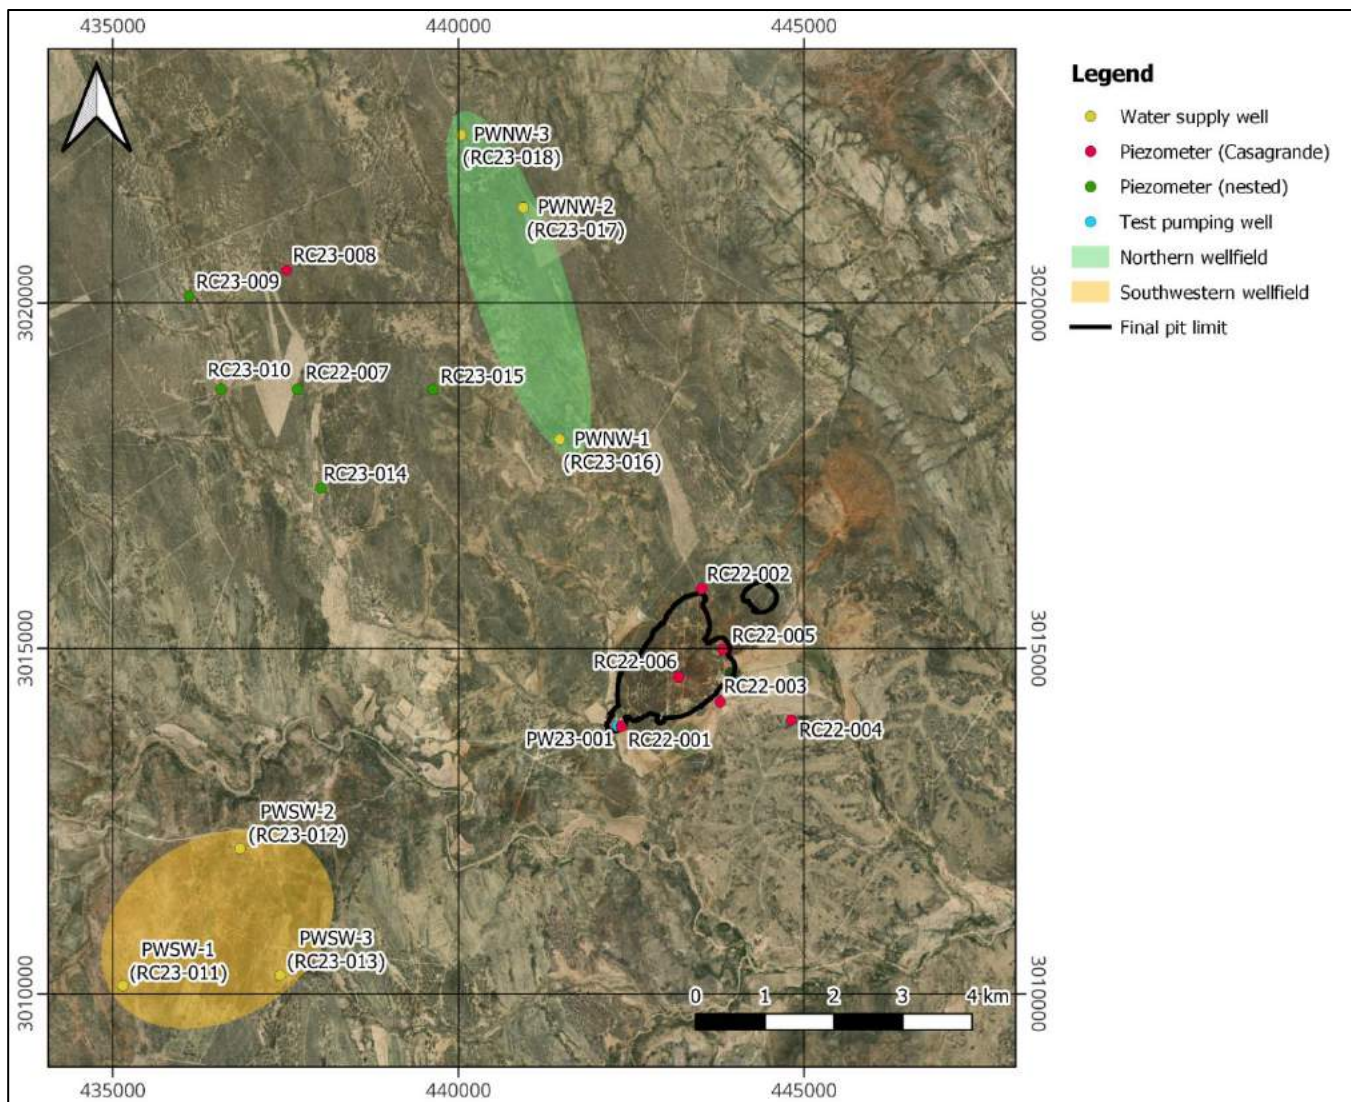 435000
440000
445000
Legend
Water supply well
Piezometer (Casagrande)
Piezometer (nested)
Test pumping well
Northern wellfield
Southwestern wellfield
Final pit limit
PWNW-3
(RC23-018)
PWNW-2
(RC23-017)
RC23-008
RC23-009
3020000
3020000
RC23-010
RC22-007
RC23-015
PWNW-1
(RC23-016)
RC23-014
RC22-002
RC22-005
3015000
3015000
RC22-006
RC22-003
RC22-004
PW23-001
RC22-001
PWSW-2
(RC23-012)
PWSW-1
(RC23-011)
PWSW-3
(RC23-013)
3010000
3010000
0 1 2 3 4 km
435000
440000
445000